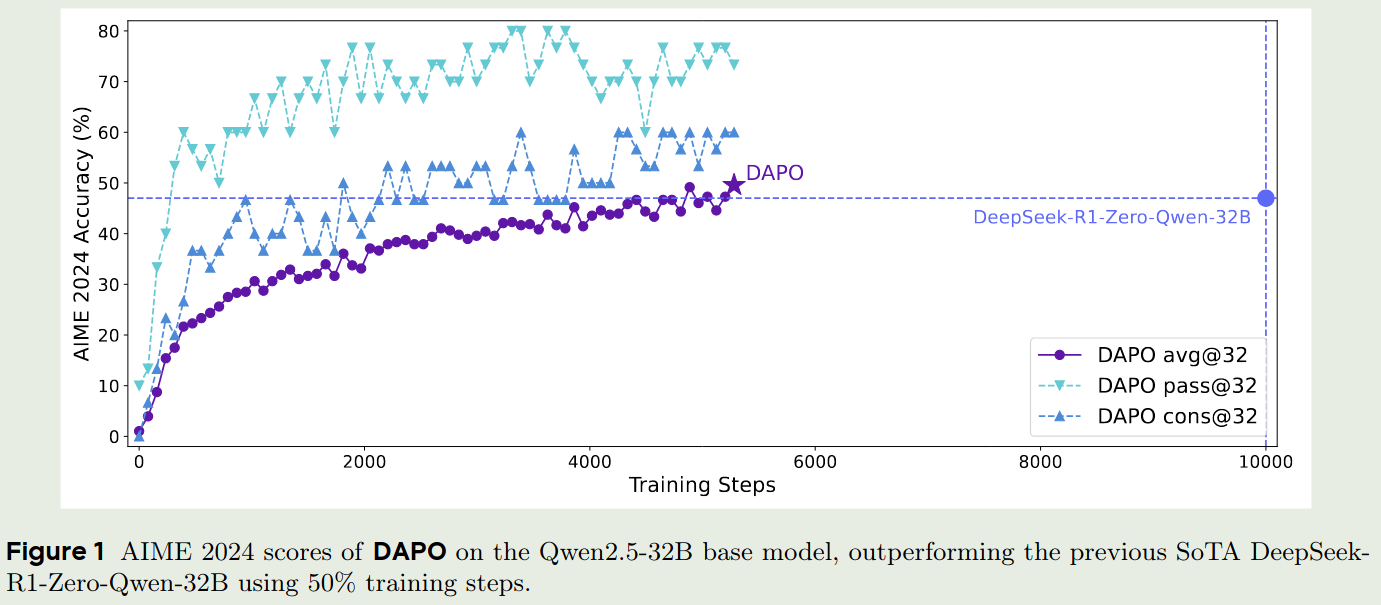 80
70
60
50
40
30
20
10
0
AIME 2024 Accuracy (%)
DAPO
DeepSeek-R1-Zero-Qwen-32B
DAPO avg@32
DAPO pass@32
DAPO cons@32
0 2000 4000 6000 8000 10000
Training Steps
Figure 1 AIME 2024 scores of DAPO on the Qwen2.5-32B base model, outperforming the previous SoTA DeepSeek-
R1-Zero-Qwen-32B using 50% training steps.